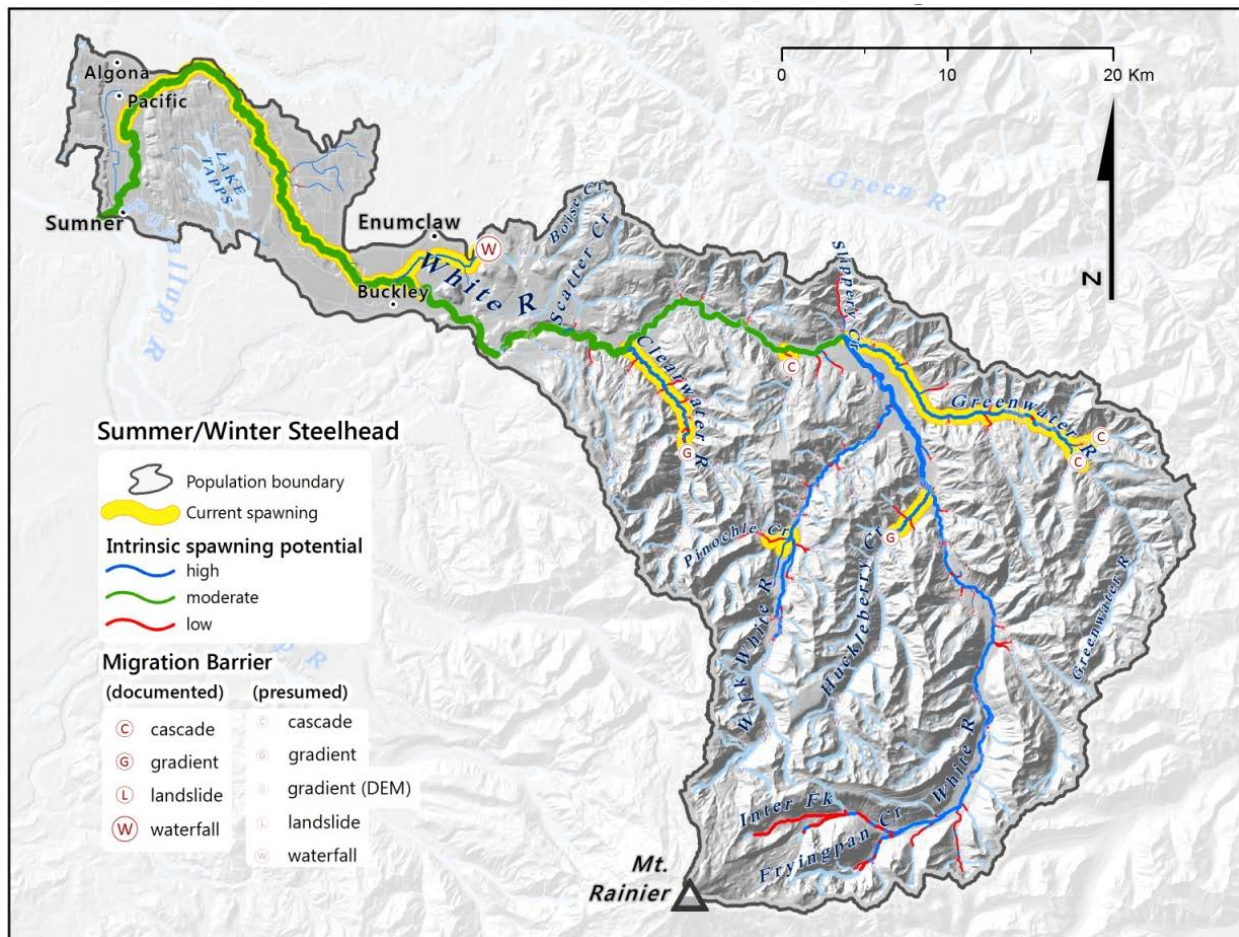 Algona
Pacific
LAKE
TAPPS
Sumner
Puyallup R
Enumclaw
White R
Buckley
Boise Cr
Scatter Cr
Green R
Slippery Cr
Clearwater R
Greenwater R
Pinochle Cr
Huckleberry Cr
W Fk White R
Greenwater R
White R
Inter Fk
Fryingpan Cr
Mt.
Rainier
0 10 20 Km
N
W
C
G
C
C
G
Summer/Winter Steelhead
Population boundary
Current spawning
Intrinsic spawning potential
high
moderate
low
Migration Barrier
(documented) (presumed)
C cascade C cascade
G gradient G gradient
gradient (DEM)
L landslide L landslide
W waterfall W waterfall